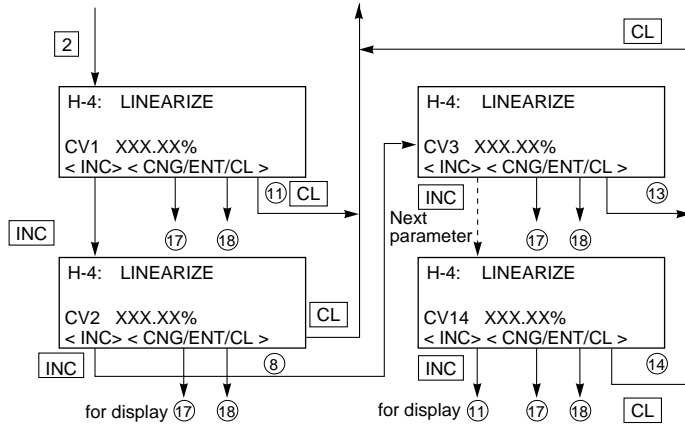 2
CL
H-4: LINEARIZE
CV1 XXX.XX%
< INC> < CNG/ENT/CL >
⑪ CL
⑰ ⑱
INC
H-4: LINEARIZE
CV2 XXX.XX%
< INC> < CNG/ENT/CL >
CL
INC
⑧
for display ⑰ ⑱
H-4: LINEARIZE
CV3 XXX.XX%
< INC> < CNG/ENT/CL >
INC
⑬
Next
parameter
⑰ ⑱
H-4: LINEARIZE
CV14 XXX.XX%
< INC> < CNG/ENT/CL >
INC
⑭
for display ⑪ ⑰ ⑱
CL